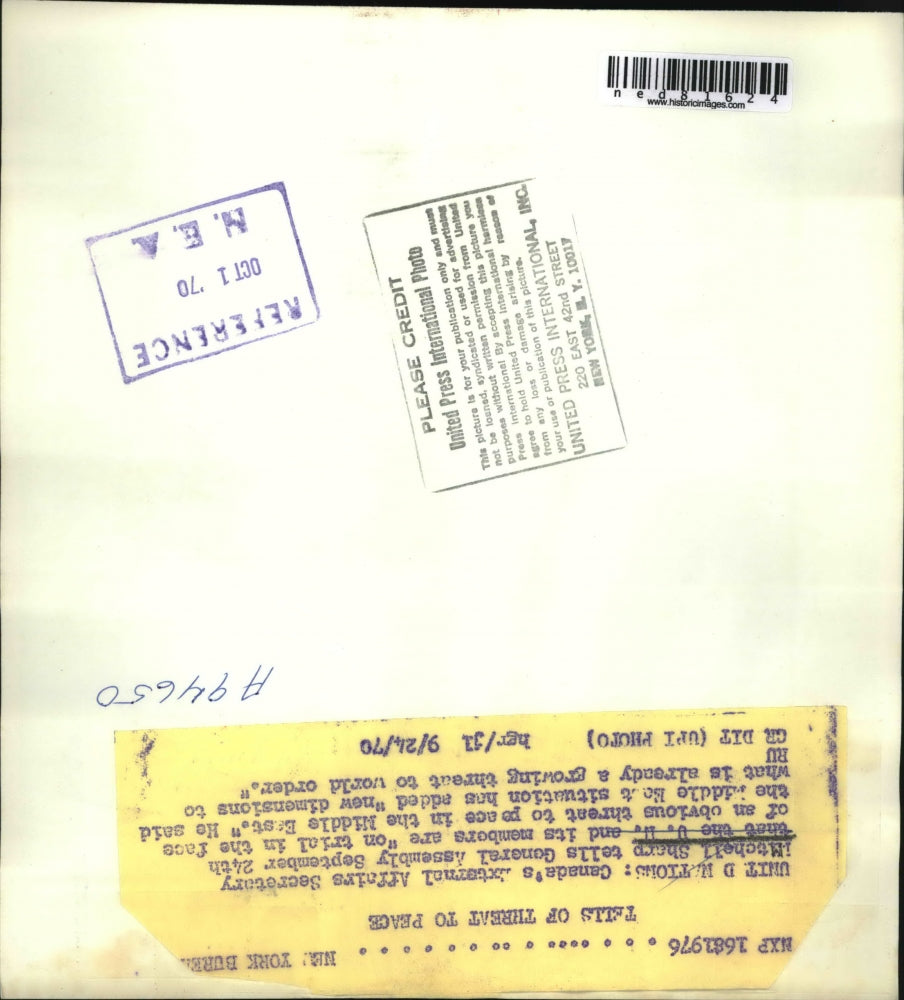 ned81624
www.historicimages.com
REFERENCE
OCT 1 '70
N.E.A
PLEASE CREDIT
United Press International Photo
This picture is for your publication only and must
not be loaned, syndicated or used for advertising
purposes without written permission from United
Press International By accepting this picture you
agree to hold United Press International harmless
from any loss or damage arising by reason of
your use or publication of this picture.
UNITED PRESS INTERNATIONAL, INC.
220 EAST 42nd STREET
NEW YORK, N. Y. 10017
A94650
NXP 1681976 NEW YORK BUREA
TELLS OF THREAT TO PEACE
UNIT D NATIONS: Canada's External Affairs Secretary
Mitchell Sharp tells General Assembly September 24th
that the U. N. and its members are "on trial in the face
of an obvious threat to peace in the Middle East." He said
the Middle East situation has added "new dimensions to
what is already a growing threat to world order."
RU
GR DIT (UPI PHOTO) hgr/jl 9/24/70